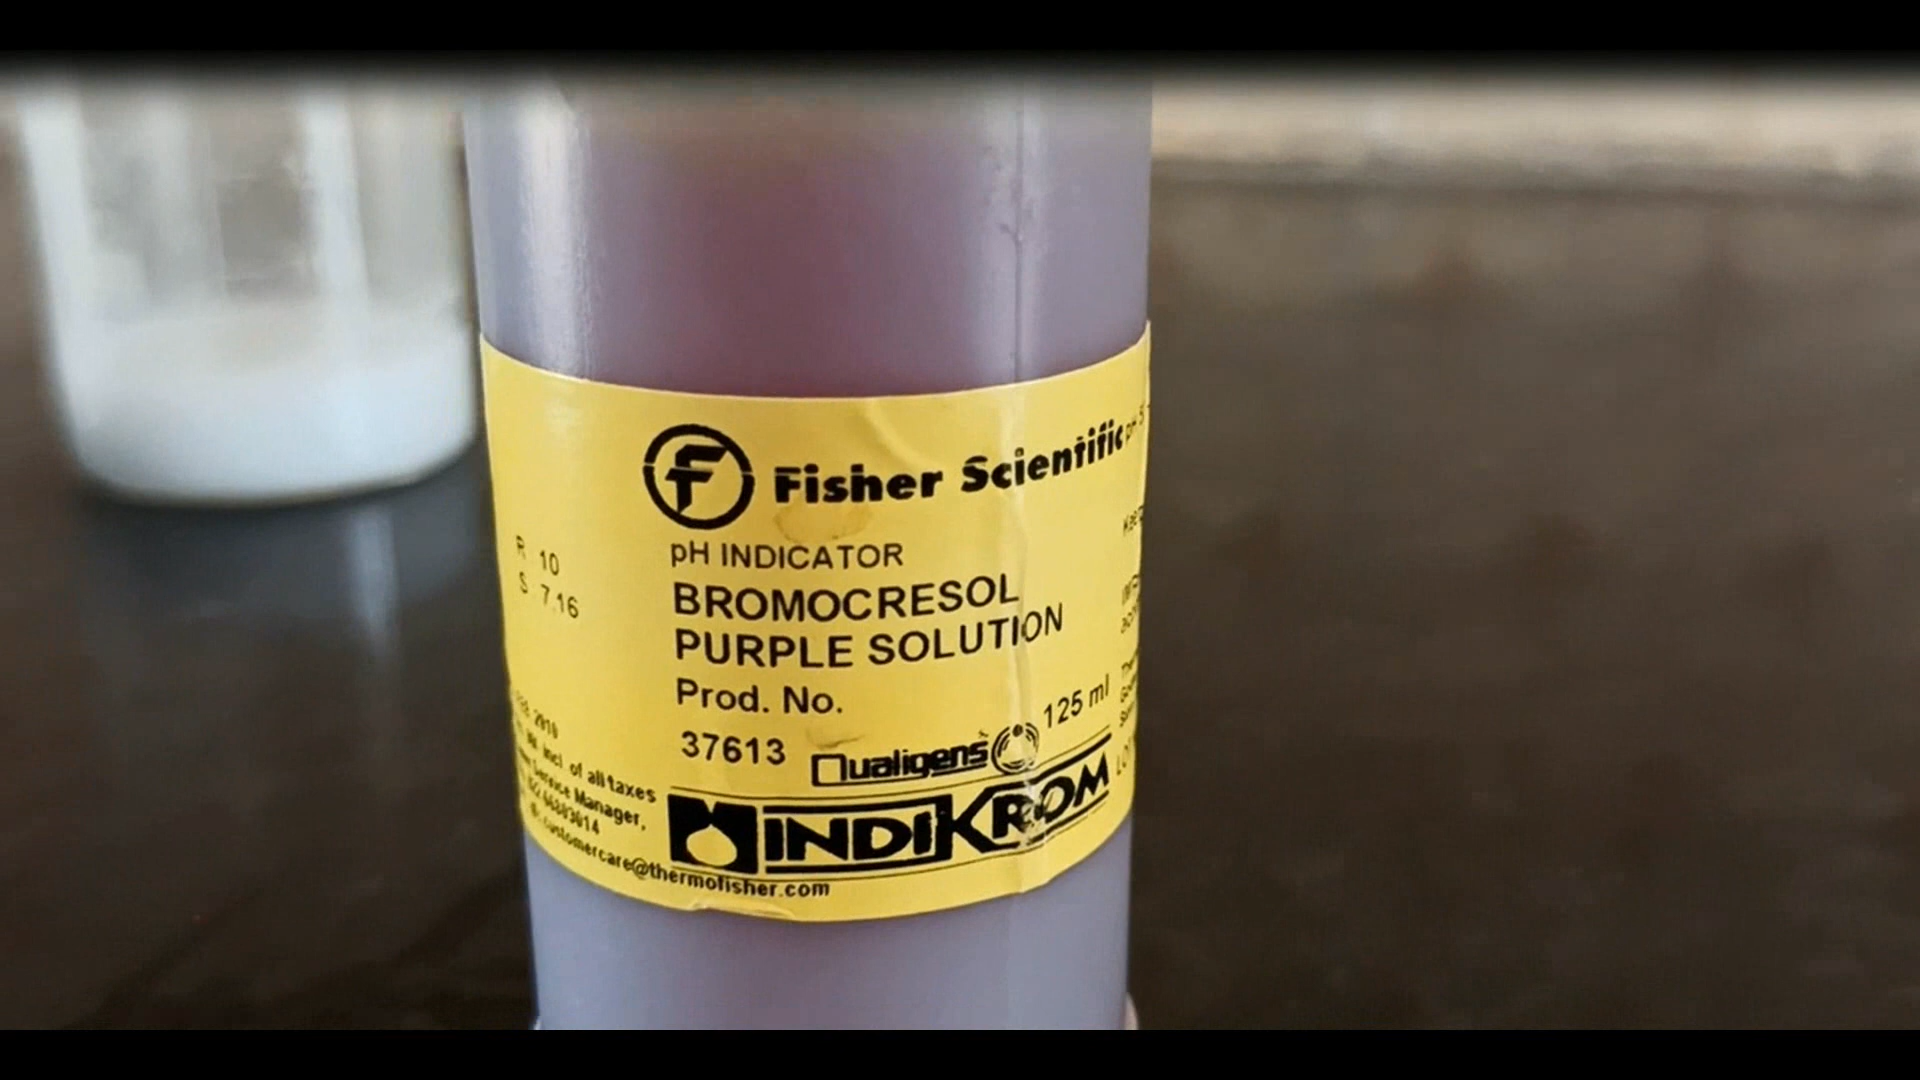 Fisher Scientific
pH INDICATOR
BROMOCRESOL
PURPLE SOLUTION
Prod. No.
37613
125 ml
Qualigens
INDIKROM
R 10
S 7,16
incl of all taxes
Service Manager,
customercare@thermofisher.com
pH